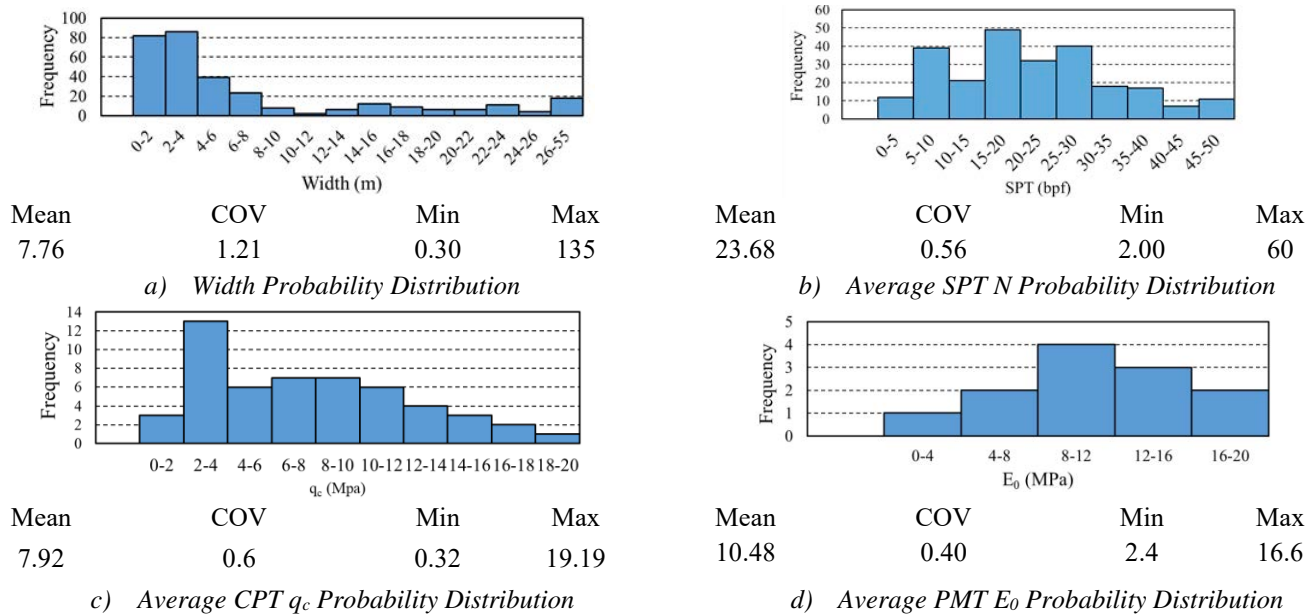 100
80
60
40
20
0
Frequency
0-2 2-4 4-6 6-8 8-10 10-12 12-14 14-16 16-18 18-20 20-22 22-24 24-26 26-55
Width (m)
Mean COV Min Max
7.76 1.21 0.30 135
a) Width Probability Distribution
60
50
40
30
20
10
0
Frequency
0-5 5-10 10-15 15-20 20-25 25-30 30-35 35-40 40-45 45-50
SPT (bpf)
Mean COV Min Max
23.68 0.56 2.00 60
b) Average SPT N Probability Distribution
14
12
10
8
6
4
2
0
Frequency
0-2 2-4 4-6 6-8 8-10 10-12 12-14 14-16 16-18 18-20
qc (Mpa)
Mean COV Min Max
7.92 0.6 0.32 19.19
c) Average CPT qc Probability Distribution
5
4
3
2
1
0
Frequency
0-4 4-8 8-12 12-16 16-20
E0 (MPa)
Mean COV Min Max
10.48 0.40 2.4 16.6
d) Average PMT E0 Probability Distribution